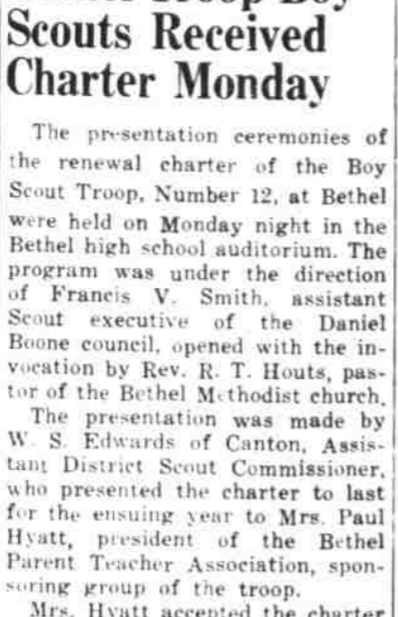 Troop Boy
Scouts Received
Charter Monday
The presentation ceremonies of
the renewal charter of the Boy
Scout Troop, Number 12, at Bethel
were held on Monday night in the
Bethel high school auditorium. The
program was under the direction
of Francis V. Smith, assistant
Scout executive of the Daniel
Boone council, opened with the in-
vocation by Rev. R. T. Houts, pas-
tor of the Bethel Methodist church.
The presentation was made by
W. S. Edwards of Canton, Assis-
tant District Scout Commissioner,
who presented the charter to last
for the ensuing year to Mrs. Paul
Hyatt, president of the Bethel
Parent Teacher Association, spon-
soring group of the troop.
Mrs. Hyatt accepted the charter